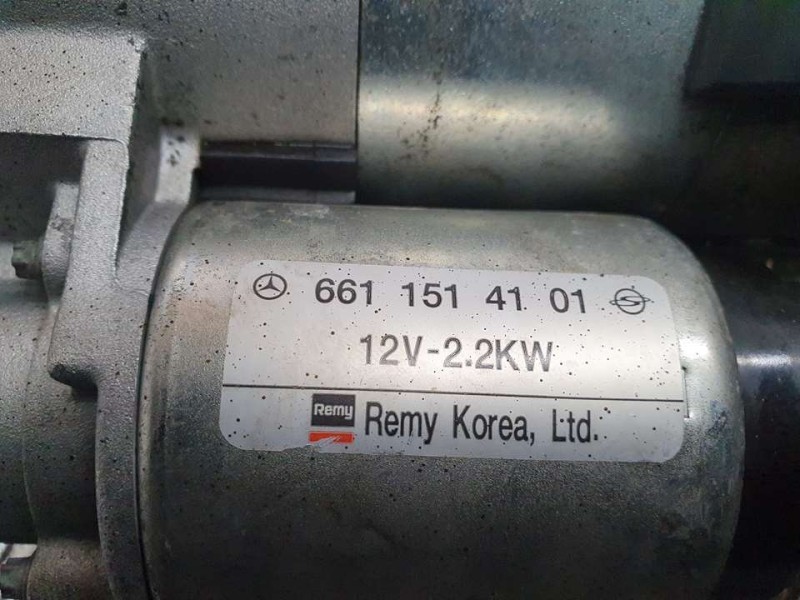 661 151 41 01
12V-2.2KW
Remy Remy Korea, Ltd.